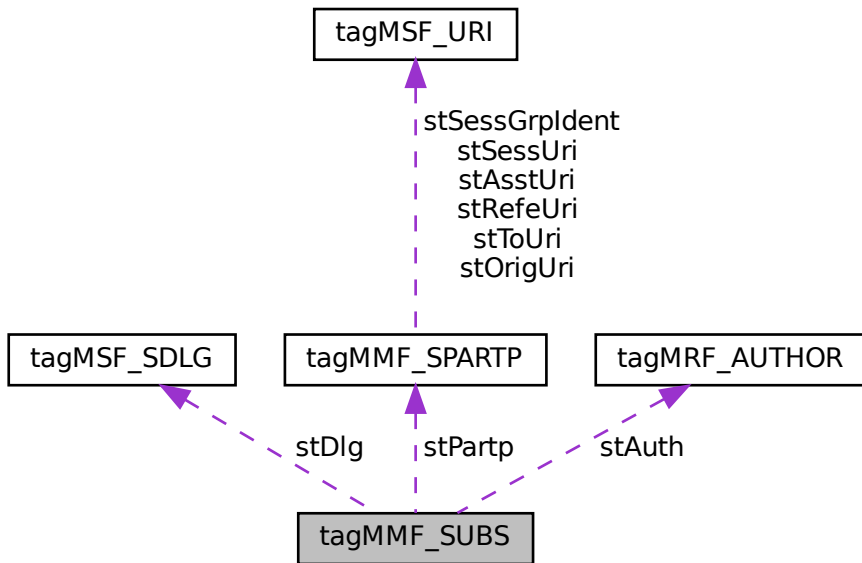 tagMSF_URI
stSessGrpIdent
stSessUri
stAsstUri
stRefeUri
stToUri
stOrigUri
tagMSF_SDLG
tagMMF_SPARTP
tagMRF_AUTHOR
stDlg
stPartp
stAuth
tagMMF_SUBS